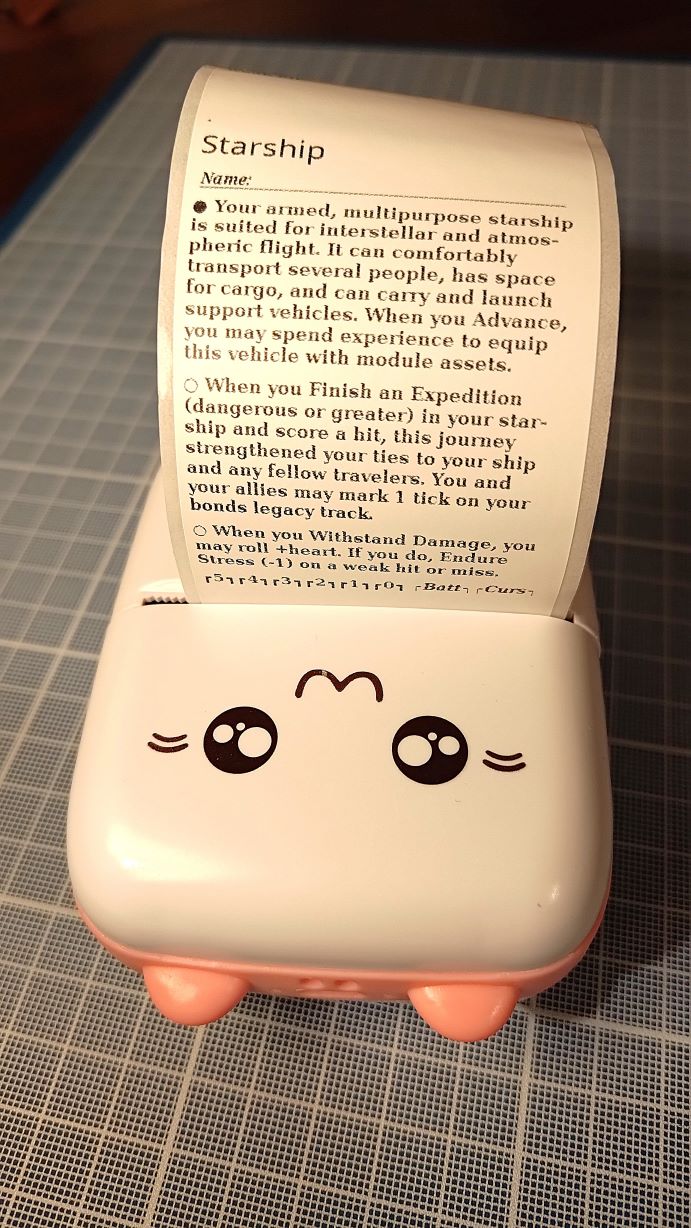 Starship
Name:
● Your armed, multipurpose starship
is suited for interstellar and atmos-
pheric flight. It can comfortably
transport several people, has space
for cargo, and can carry and launch
support vehicles. When you Advance,
you may spend experience to equip
this vehicle with module assets.
○ When you Finish an Expedition
(dangerous or greater) in your star-
ship and score a hit, this journey
strengthened your ties to your ship
and any fellow travelers. You and
your allies may mark 1 tick on your
bonds legacy track.
○ When you Withstand Damage, you
may roll +heart. If you do, Endure
Stress (-1) on a weak hit or miss.
┌5┐┌4┐┌3┐┌2┐┌1┐┌0┐ ┌Batt┐ ┌Curs┐